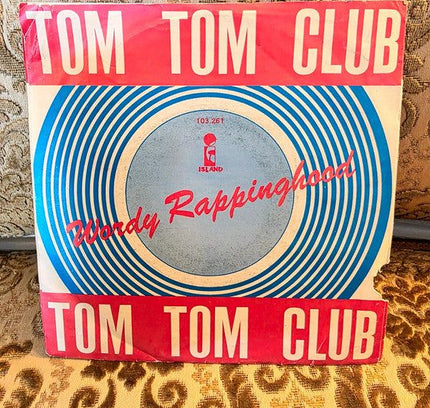 TOM TOM CLUB
103.261
ISLAND
Wordy Rappinghood
TOM TOM CLUB